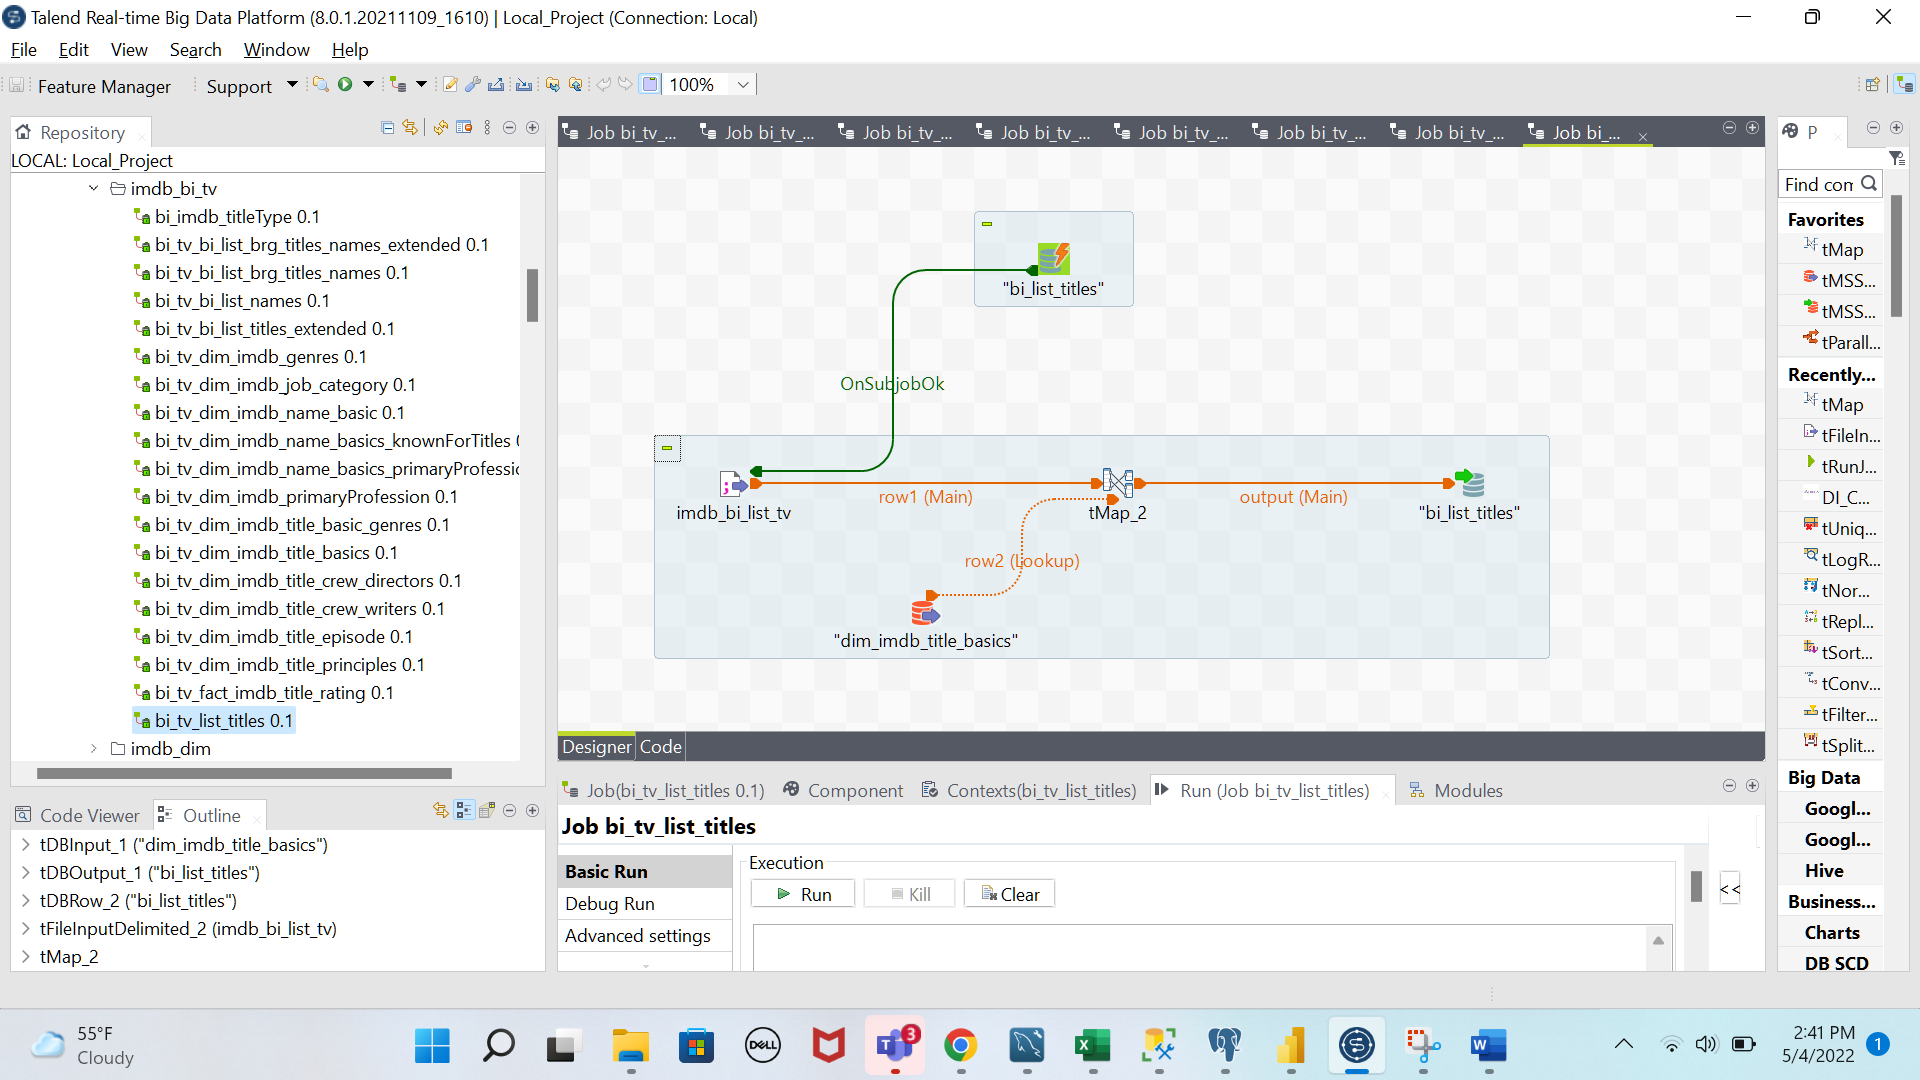 Talend Real-time Big Data Platform (8.0.1.20211109_1610) | Local_Project (Connection: Local)
File Edit View Search Window Help
Feature Manager Support 100%
Repository
LOCAL: Local_Project
imdb_bi_tv
bi_imdb_titleType 0.1
bi_tv_bi_list_brg_titles_names_extended 0.1
bi_tv_bi_list_brg_titles_names 0.1
bi_tv_bi_list_names 0.1
bi_tv_bi_list_titles_extended 0.1
bi_tv_dim_imdb_genres 0.1
bi_tv_dim_imdb_job_category 0.1
bi_tv_dim_imdb_name_basic 0.1
bi_tv_dim_imdb_name_basics_knownForTitles (
bi_tv_dim_imdb_name_basics_primaryProfessic
bi_tv_dim_imdb_primaryProfession 0.1
bi_tv_dim_imdb_title_basic_genres 0.1
bi_tv_dim_imdb_title_basics 0.1
bi_tv_dim_imdb_title_crew_directors 0.1
bi_tv_dim_imdb_title_crew_writers 0.1
bi_tv_dim_imdb_title_episode 0.1
bi_tv_dim_imdb_title_principles 0.1
bi_tv_fact_imdb_title_rating 0.1
bi_tv_list_titles 0.1
imdb_dim
Code Viewer Outline
tDBInput_1 ("dim_imdb_title_basics")
tDBOutput_1 ("bi_list_titles")
tDBRow_2 ("bi_list_titles")
tFileInputDelimited_2 (imdb_bi_list_tv)
tMap_2
Job bi_tv_... Job bi_tv_... Job bi_tv_... Job bi_tv_... Job bi_tv_... Job bi_tv_... Job bi_tv_... Job bi_...
"bi_list_titles"
OnSubjobOk
row1 (Main)
output (Main)
imdb_bi_list_tv
tMap_2
"bi_list_titles"
row2 (Lookup)
"dim_imdb_title_basics"
Designer Code
Job(bi_tv_list_titles 0.1) Component Contexts(bi_tv_list_titles) Run (Job bi_tv_list_titles) Modules
Job bi_tv_list_titles
Basic Run
Debug Run
Advanced settings
Execution
Run Kill Clear
<<
P
Find con
Favorites
tMap
tMSS...
tMSS...
tParall...
Recently...
tMap
tFileIn...
tRunJ...
DI_C...
tUniq...
tLogR...
tNor...
tRepl...
tSort...
tConv...
tFilter...
tSplit...
Big Data
Googl...
Googl...
Hive
Business...
Charts
DB SCD
55°F
Cloudy
DELL
T
3
2:41 PM
5/4/2022
1